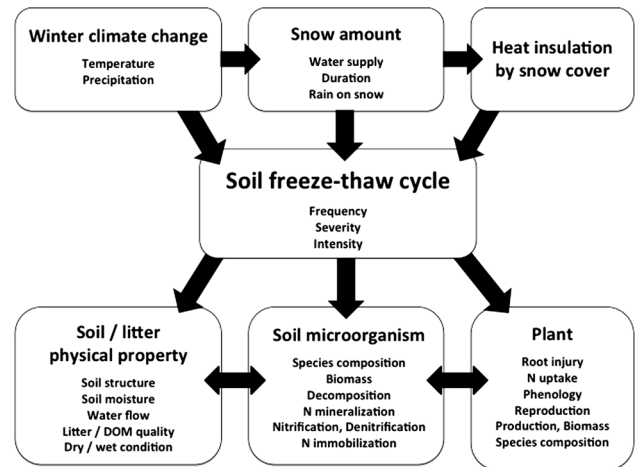 Winter climate change
Temperature
Precipitation
Snow amount
Water supply
Duration
Rain on snow
Heat insulation
by snow cover
Soil freeze-thaw cycle
Frequency
Severity
Intensity
Soil / litter
physical property
Soil structure
Soil moisture
Water flow
Litter / DOM quality
Dry / wet condition
Soil microorganism
Species composition
Biomass
Decomposition
N mineralization
Nitrification, Denitrification
N immobilization
Plant
Root injury
N uptake
Phenology
Reproduction
Production, Biomass
Species composition